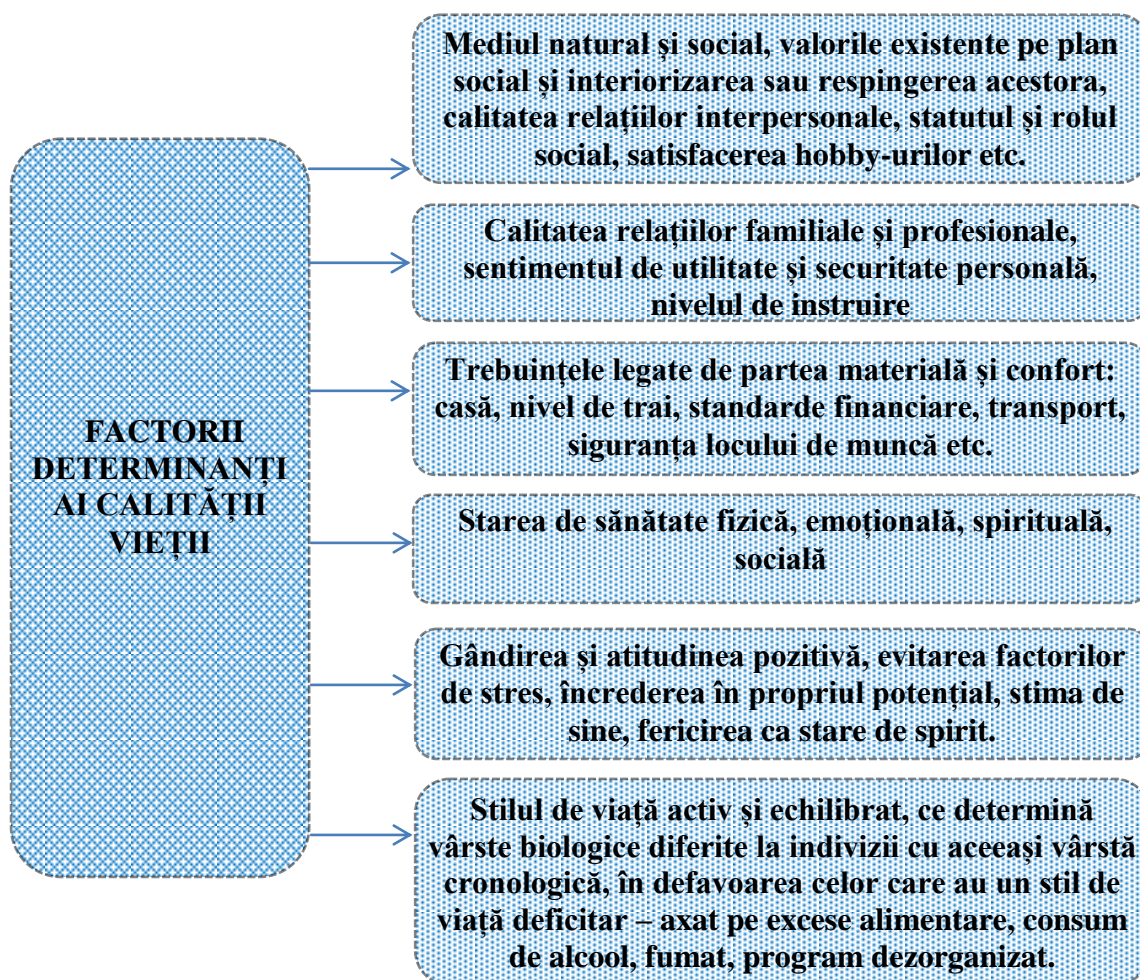 Mediul natural și social, valorile existente pe plan
social și interiorizarea sau respingerea acestora,
calitatea relațiilor interpersonale, statutul și rolul
social, satisfacerea hobby-urilor etc.
Calitatea relațiilor familiale și profesionale,
sentimentul de utilitate și securitate personală,
nivelul de instruire
Trebuințele legate de partea materială și confort:
casă, nivel de trai, standarde financiare, transport,
siguranța locului de muncă etc.
FACTORII
DETERMINANȚI
AI CALITĂȚII
VIEȚII
Starea de sănătate fizică, emoțională, spirituală,
socială
Gândirea și atitudinea pozitivă, evitarea factorilor
de stres, încrederea în propriul potențial, stima de
sine, fericirea ca stare de spirit.
Stilul de viață activ și echilibrat, ce determină
vârste biologice diferite la indivizii cu aceeași vârstă
cronologică, în defavoarea celor care au un stil de
viață deficitar – axat pe excese alimentare, consum
de alcool, fumat, program dezorganizat.